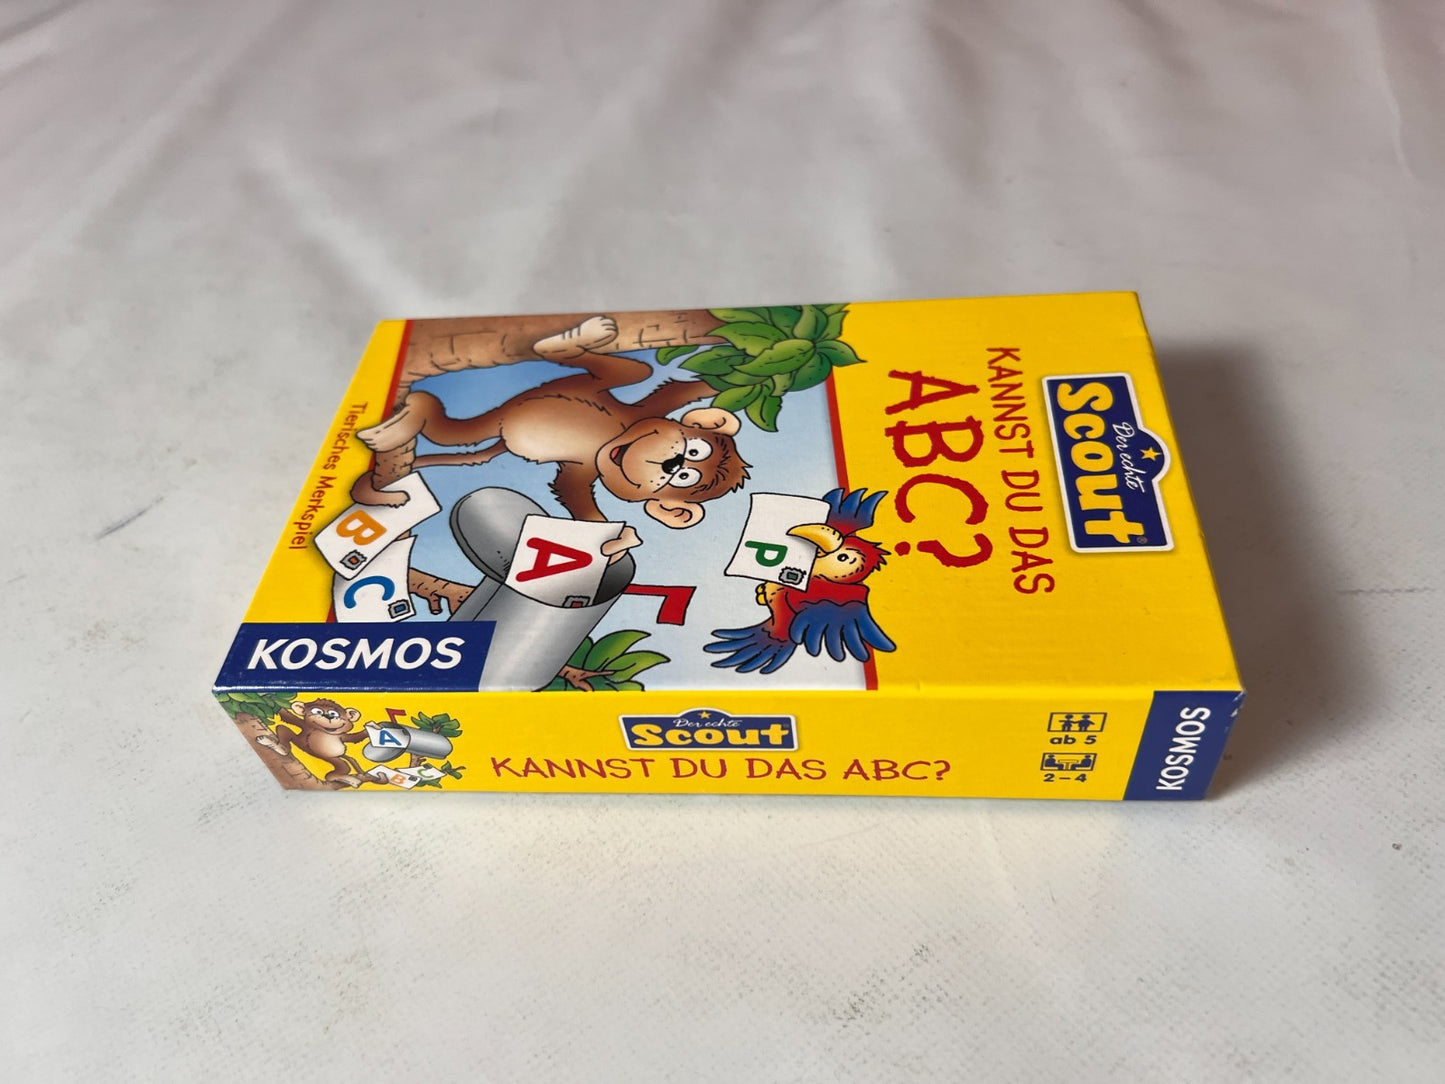 Der echte
Scout®
KANNST DU DAS
ABC?
P
A
B
C
Tierisches Merkspiel
KOSMOS
A
B
C
Der echte
Scout
KANNST DU DAS ABC?
ab 5
2-4
KOSMOS